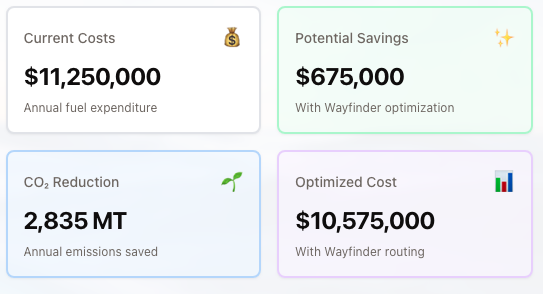 Current Costs
$11,250,000
Annual fuel expenditure
Potential Savings
$675,000
With Wayfinder optimization
CO₂ Reduction
2,835 MT
Annual emissions saved
Optimized Cost
$10,575,000
With Wayfinder routing